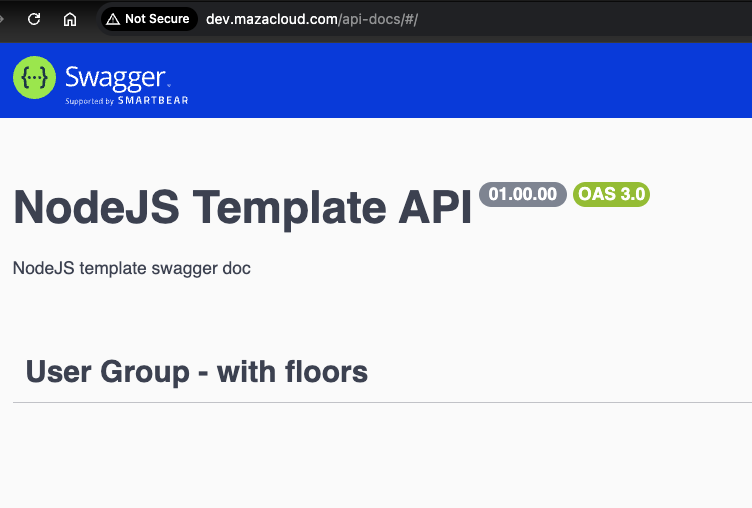 Not Secure dev.mazacloud.com/api-docs/#/
{···} Swagger.
Supported by SMARTBEAR
NodeJS Template API 01.00.00 OAS 3.0
NodeJS template swagger doc
User Group - with floors